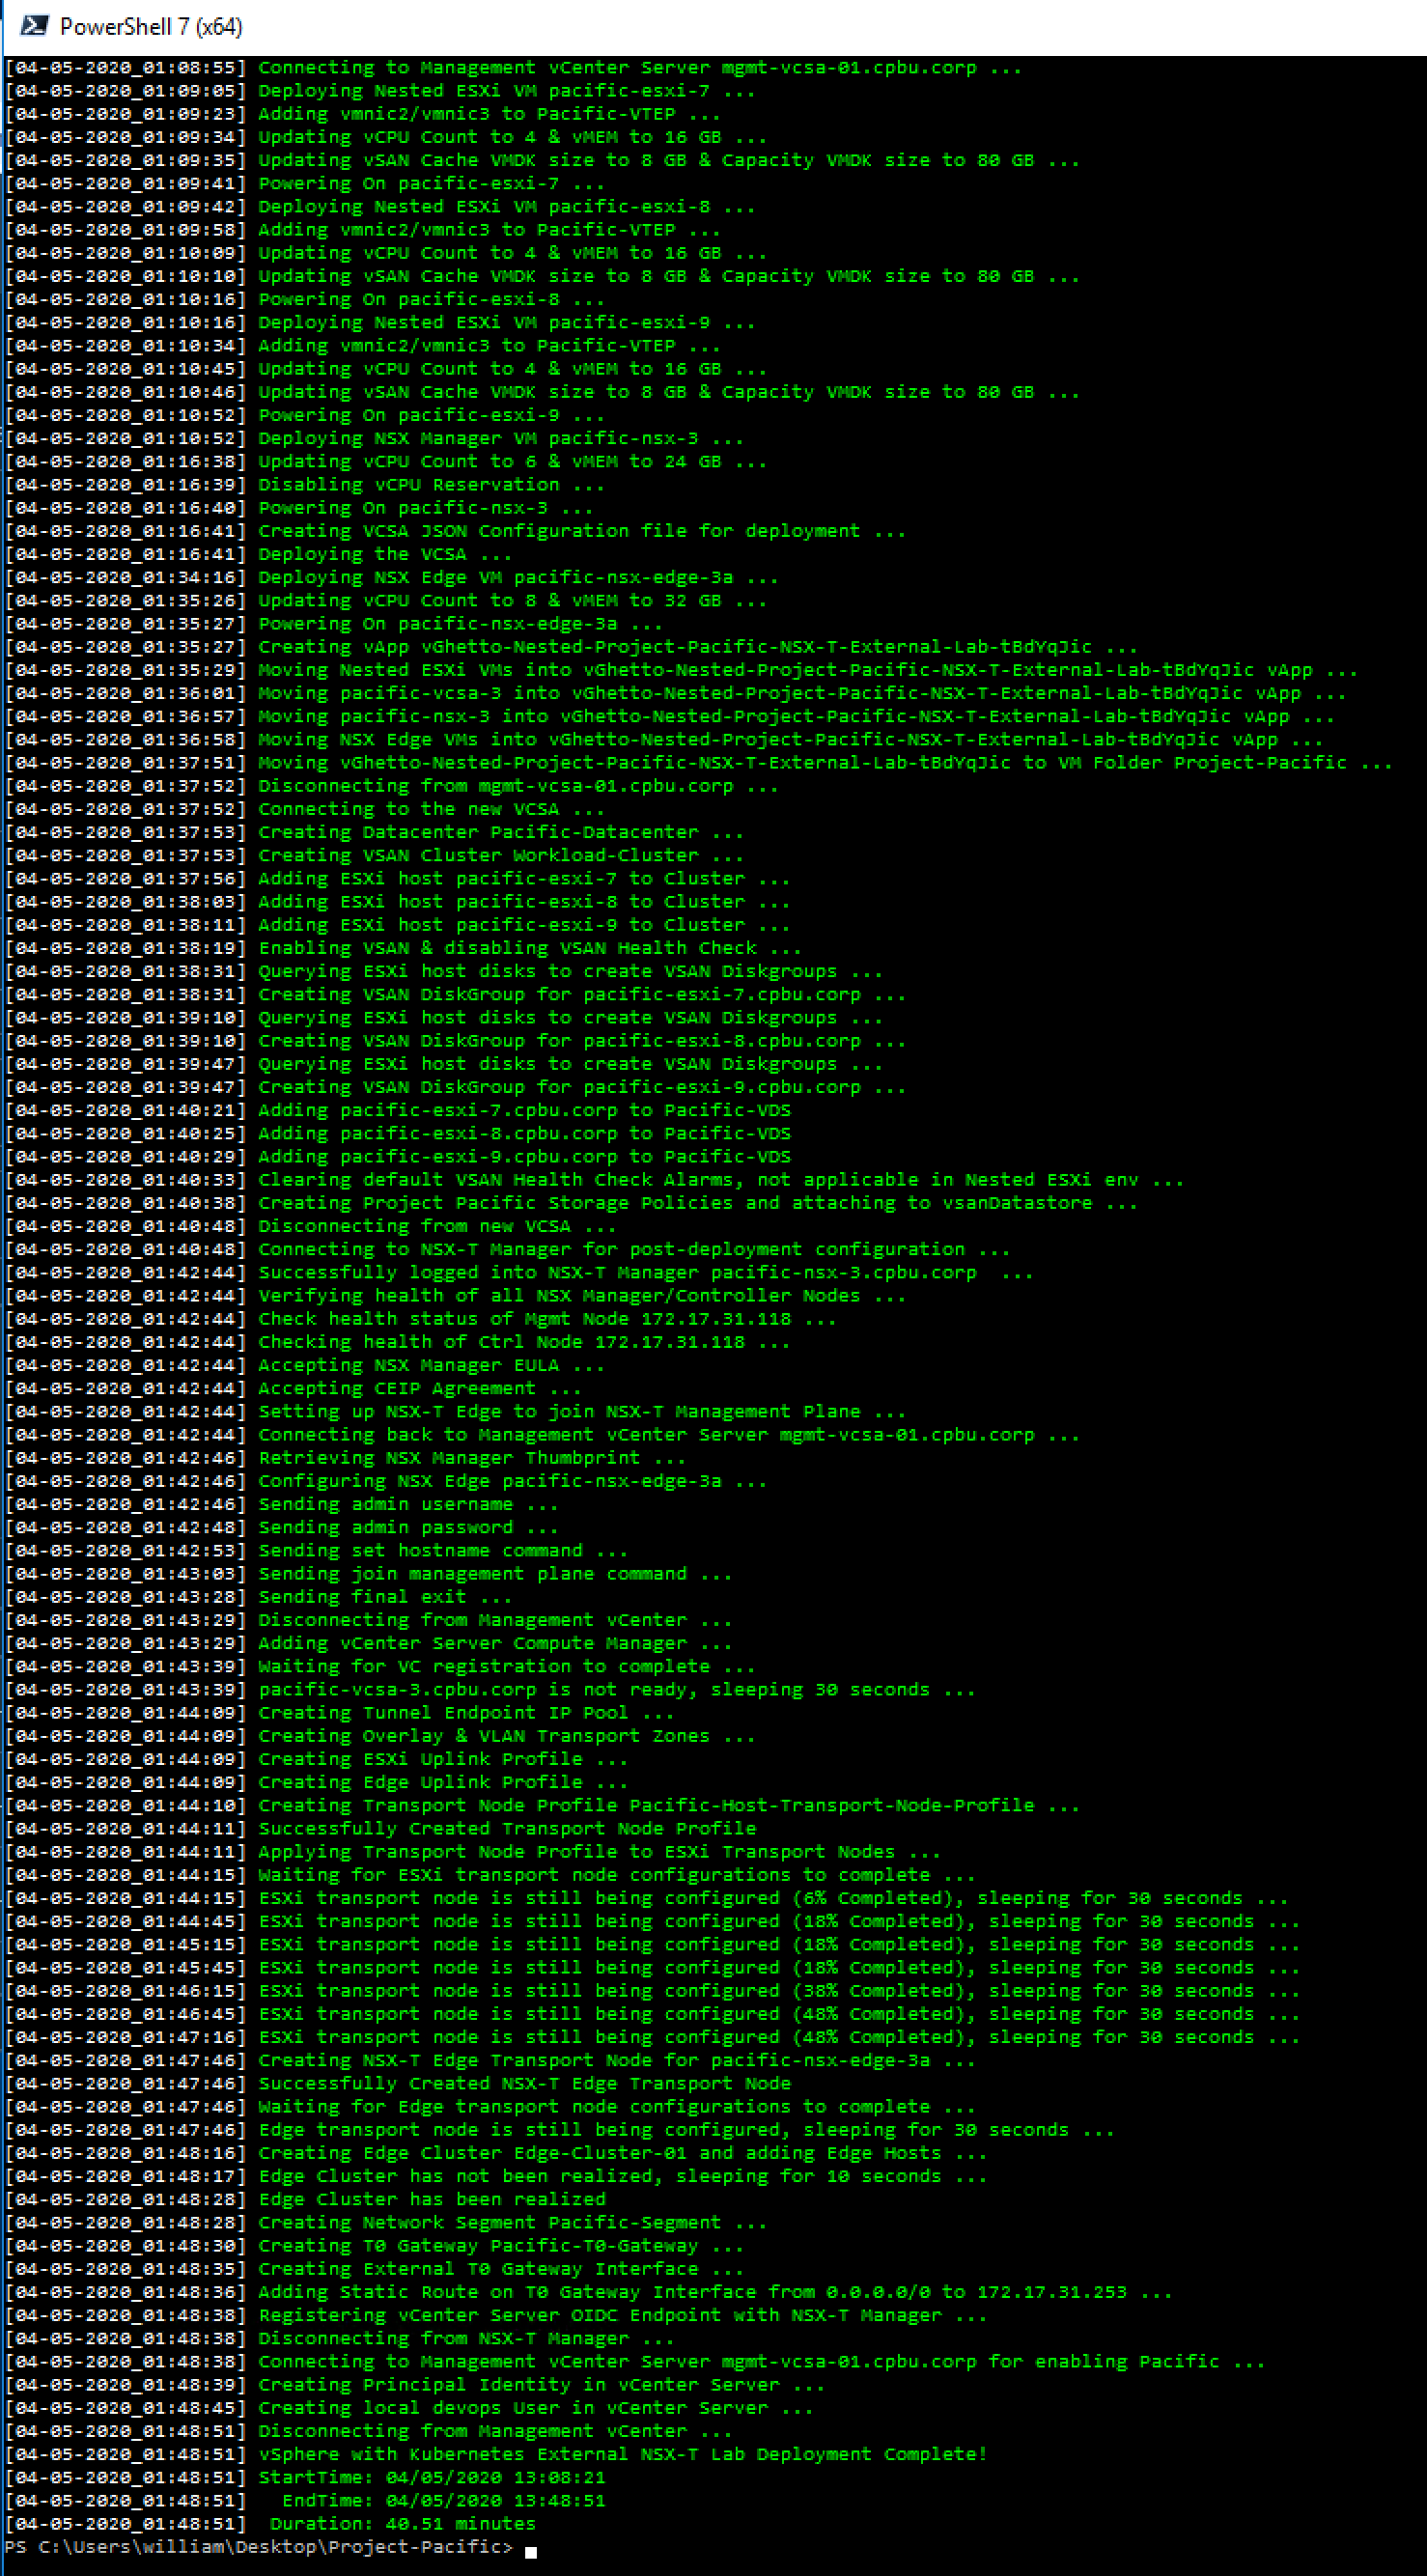 PowerShell 7 (x64)
[04-05-2020_01:08:55] Connecting to Management vCenter Server mgmt-vcsa-01.cpbu.corp ...
[04-05-2020_01:09:05] Deploying Nested ESXi VM pacific-esxi-7 ...
[04-05-2020_01:09:23] Adding vmnic2/vmnic3 to Pacific-VTEP ...
[04-05-2020_01:09:34] Updating vCPU Count to 4 & vMEM to 16 GB ...
[04-05-2020_01:09:35] Updating vSAN Cache VMDK size to 8 GB & Capacity VMDK size to 80 GB ...
[04-05-2020_01:09:41] Powering On pacific-esxi-7 ...
[04-05-2020_01:09:42] Deploying Nested ESXi VM pacific-esxi-8 ...
[04-05-2020_01:09:58] Adding vmnic2/vmnic3 to Pacific-VTEP ...
[04-05-2020_01:10:09] Updating vCPU Count to 4 & vMEM to 16 GB ...
[04-05-2020_01:10:10] Updating vSAN Cache VMDK size to 8 GB & Capacity VMDK size to 80 GB ...
[04-05-2020_01:10:16] Powering On pacific-esxi-8 ...
[04-05-2020_01:10:16] Deploying Nested ESXi VM pacific-esxi-9 ...
[04-05-2020_01:10:34] Adding vmnic2/vmnic3 to Pacific-VTEP ...
[04-05-2020_01:10:45] Updating vCPU Count to 4 & vMEM to 16 GB ...
[04-05-2020_01:10:46] Updating vSAN Cache VMDK size to 8 GB & Capacity VMDK size to 80 GB ...
[04-05-2020_01:10:52] Powering On pacific-esxi-9 ...
[04-05-2020_01:10:52] Deploying NSX Manager VM pacific-nsx-3 ...
[04-05-2020_01:16:38] Updating vCPU Count to 6 & vMEM to 24 GB ...
[04-05-2020_01:16:39] Disabling vCPU Reservation ...
[04-05-2020_01:16:40] Powering On pacific-nsx-3 ...
[04-05-2020_01:16:41] Creating VCSA JSON Configuration file for deployment ...
[04-05-2020_01:16:41] Deploying the VCSA ...
[04-05-2020_01:34:16] Deploying NSX Edge VM pacific-nsx-edge-3a ...
[04-05-2020_01:35:26] Updating vCPU Count to 8 & vMEM to 32 GB ...
[04-05-2020_01:35:27] Powering On pacific-nsx-edge-3a ...
[04-05-2020_01:35:27] Creating vApp vGhetto-Nested-Project-Pacific-NSX-T-External-Lab-tBdYqJic ...
[04-05-2020_01:35:29] Moving Nested ESXi VMs into vGhetto-Nested-Project-Pacific-NSX-T-External-Lab-tBdYqJic vApp ...
[04-05-2020_01:36:01] Moving pacific-vcsa-3 into vGhetto-Nested-Project-Pacific-NSX-T-External-Lab-tBdYqJic vApp ...
[04-05-2020_01:36:57] Moving pacific-nsx-3 into vGhetto-Nested-Project-Pacific-NSX-T-External-Lab-tBdYqJic vApp ...
[04-05-2020_01:36:58] Moving NSX Edge VMs into vGhetto-Nested-Project-Pacific-NSX-T-External-Lab-tBdYqJic vApp ...
[04-05-2020_01:37:51] Moving vGhetto-Nested-Project-Pacific-NSX-T-External-Lab-tBdYqJic to VM Folder Project-Pacific ...
[04-05-2020_01:37:52] Disconnecting from mgmt-vcsa-01.cpbu.corp ...
[04-05-2020_01:37:52] Connecting to the new VCSA ...
[04-05-2020_01:37:53] Creating Datacenter Pacific-Datacenter ...
[04-05-2020_01:37:53] Creating VSAN Cluster Workload-Cluster ...
[04-05-2020_01:37:56] Adding ESXi host pacific-esxi-7 to Cluster ...
[04-05-2020_01:38:03] Adding ESXi host pacific-esxi-8 to Cluster ...
[04-05-2020_01:38:11] Adding ESXi host pacific-esxi-9 to Cluster ...
[04-05-2020_01:38:19] Enabling VSAN & disabling VSAN Health Check ...
[04-05-2020_01:38:31] Querying ESXi host disks to create VSAN Diskgroups ...
[04-05-2020_01:38:31] Creating VSAN DiskGroup for pacific-esxi-7.cpbu.corp ...
[04-05-2020_01:39:10] Querying ESXi host disks to create VSAN Diskgroups ...
[04-05-2020_01:39:10] Creating VSAN DiskGroup for pacific-esxi-8.cpbu.corp ...
[04-05-2020_01:39:47] Querying ESXi host disks to create VSAN Diskgroups ...
[04-05-2020_01:39:47] Creating VSAN DiskGroup for pacific-esxi-9.cpbu.corp ...
[04-05-2020_01:40:21] Adding pacific-esxi-7.cpbu.corp to Pacific-VDS
[04-05-2020_01:40:25] Adding pacific-esxi-8.cpbu.corp to Pacific-VDS
[04-05-2020_01:40:29] Adding pacific-esxi-9.cpbu.corp to Pacific-VDS
[04-05-2020_01:40:33] Clearing default VSAN Health Check Alarms, not applicable in Nested ESXi env ...
[04-05-2020_01:40:38] Creating Project Pacific Storage Policies and attaching to vsanDatastore ...
[04-05-2020_01:40:48] Disconnecting from new VCSA ...
[04-05-2020_01:40:48] Connecting to NSX-T Manager for post-deployment configuration ...
[04-05-2020_01:42:44] Successfully logged into NSX-T Manager pacific-nsx-3.cpbu.corp  ...
[04-05-2020_01:42:44] Verifying health of all NSX Manager/Controller Nodes ...
[04-05-2020_01:42:44] Check health status of Mgmt Node 172.17.31.118 ...
[04-05-2020_01:42:44] Checking health of Ctrl Node 172.17.31.118 ...
[04-05-2020_01:42:44] Accepting NSX Manager EULA ...
[04-05-2020_01:42:44] Accepting CEIP Agreement ...
[04-05-2020_01:42:44] Setting up NSX-T Edge to join NSX-T Management Plane ...
[04-05-2020_01:42:44] Connecting back to Management vCenter Server mgmt-vcsa-01.cpbu.corp ...
[04-05-2020_01:42:46] Retrieving NSX Manager Thumbprint ...
[04-05-2020_01:42:46] Configuring NSX Edge pacific-nsx-edge-3a ...
[04-05-2020_01:42:46] Sending admin username ...
[04-05-2020_01:42:48] Sending admin password ...
[04-05-2020_01:42:53] Sending set hostname command ...
[04-05-2020_01:43:03] Sending join management plane command ...
[04-05-2020_01:43:28] Sending final exit ...
[04-05-2020_01:43:29] Disconnecting from Management vCenter ...
[04-05-2020_01:43:29] Adding vCenter Server Compute Manager ...
[04-05-2020_01:43:39] Waiting for VC registration to complete ...
[04-05-2020_01:43:39] pacific-vcsa-3.cpbu.corp is not ready, sleeping 30 seconds ...
[04-05-2020_01:44:09] Creating Tunnel Endpoint IP Pool ...
[04-05-2020_01:44:09] Creating Overlay & VLAN Transport Zones ...
[04-05-2020_01:44:09] Creating ESXi Uplink Profile ...
[04-05-2020_01:44:09] Creating Edge Uplink Profile ...
[04-05-2020_01:44:10] Creating Transport Node Profile Pacific-Host-Transport-Node-Profile ...
[04-05-2020_01:44:11] Successfully Created Transport Node Profile
[04-05-2020_01:44:11] Applying Transport Node Profile to ESXi Transport Nodes ...
[04-05-2020_01:44:15] Waiting for ESXi transport node configurations to complete ...
[04-05-2020_01:44:15] ESXi transport node is still being configured (6% Completed), sleeping for 30 seconds ...
[04-05-2020_01:44:45] ESXi transport node is still being configured (18% Completed), sleeping for 30 seconds ...
[04-05-2020_01:45:15] ESXi transport node is still being configured (18% Completed), sleeping for 30 seconds ...
[04-05-2020_01:45:45] ESXi transport node is still being configured (18% Completed), sleeping for 30 seconds ...
[04-05-2020_01:46:15] ESXi transport node is still being configured (38% Completed), sleeping for 30 seconds ...
[04-05-2020_01:46:45] ESXi transport node is still being configured (48% Completed), sleeping for 30 seconds ...
[04-05-2020_01:47:16] ESXi transport node is still being configured (48% Completed), sleeping for 30 seconds ...
[04-05-2020_01:47:46] Creating NSX-T Edge Transport Node for pacific-nsx-edge-3a ...
[04-05-2020_01:47:46] Successfully Created NSX-T Edge Transport Node
[04-05-2020_01:47:46] Waiting for Edge transport node configurations to complete ...
[04-05-2020_01:47:46] Edge transport node is still being configured, sleeping for 30 seconds ...
[04-05-2020_01:48:16] Creating Edge Cluster Edge-Cluster-01 and adding Edge Hosts ...
[04-05-2020_01:48:17] Edge Cluster has not been realized, sleeping for 10 seconds ...
[04-05-2020_01:48:28] Edge Cluster has been realized
[04-05-2020_01:48:28] Creating Network Segment Pacific-Segment ...
[04-05-2020_01:48:30] Creating T0 Gateway Pacific-T0-Gateway ...
[04-05-2020_01:48:35] Creating External T0 Gateway Interface ...
[04-05-2020_01:48:36] Adding Static Route on T0 Gateway Interface from 0.0.0.0/0 to 172.17.31.253 ...
[04-05-2020_01:48:38] Registering vCenter Server OIDC Endpoint with NSX-T Manager ...
[04-05-2020_01:48:38] Disconnecting from NSX-T Manager ...
[04-05-2020_01:48:38] Connecting to Management vCenter Server mgmt-vcsa-01.cpbu.corp for enabling Pacific ...
[04-05-2020_01:48:39] Creating Principal Identity in vCenter Server ...
[04-05-2020_01:48:45] Creating local devops User in vCenter Server ...
[04-05-2020_01:48:51] Disconnecting from Management vCenter ...
[04-05-2020_01:48:51] vSphere with Kubernetes External NSX-T Lab Deployment Complete!
[04-05-2020_01:48:51] StartTime: 04/05/2020 13:08:21
[04-05-2020_01:48:51]   EndTime: 04/05/2020 13:48:51
[04-05-2020_01:48:51]  Duration: 40.51 minutes
PS C:\Users\william\Desktop\Project-Pacific>